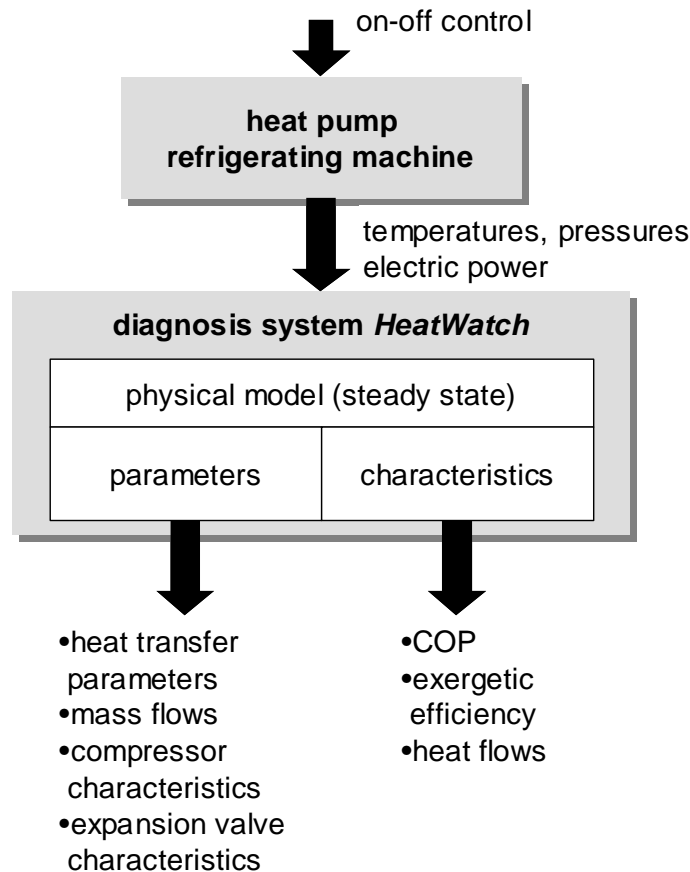 on-off control
heat pump
refrigerating machine
temperatures, pressures
electric power
diagnosis system HeatWatch
physical model (steady state)
parameters
characteristics
•heat transfer
parameters
•mass flows
•compressor
characteristics
•expansion valve
characteristics
•COP
•exergetic
efficiency
•heat flows